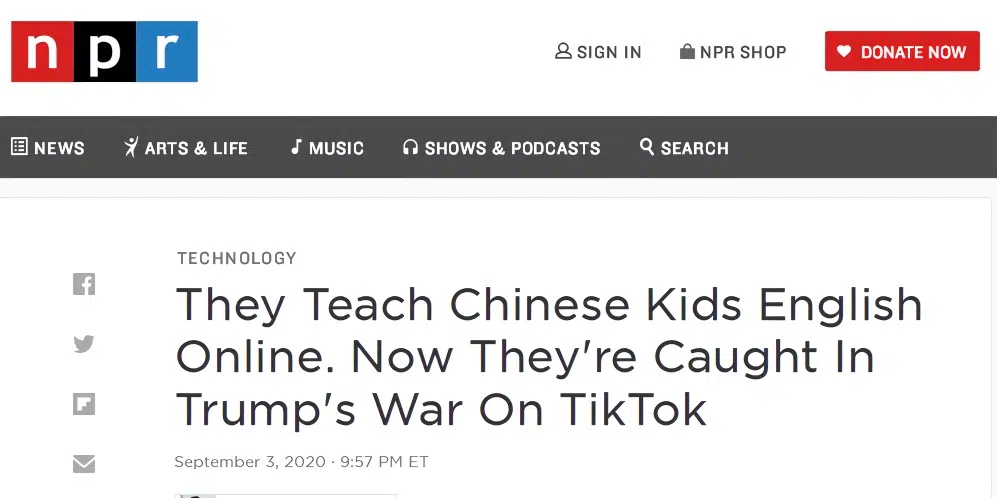 npr
SIGN IN
NPR SHOP
DONATE NOW
NEWS
ARTS & LIFE
MUSIC
SHOWS & PODCASTS
SEARCH
TECHNOLOGY
They Teach Chinese Kids English
Online. Now They're Caught In
Trump's War On TikTok
September 3, 2020 · 9:57 PM ET